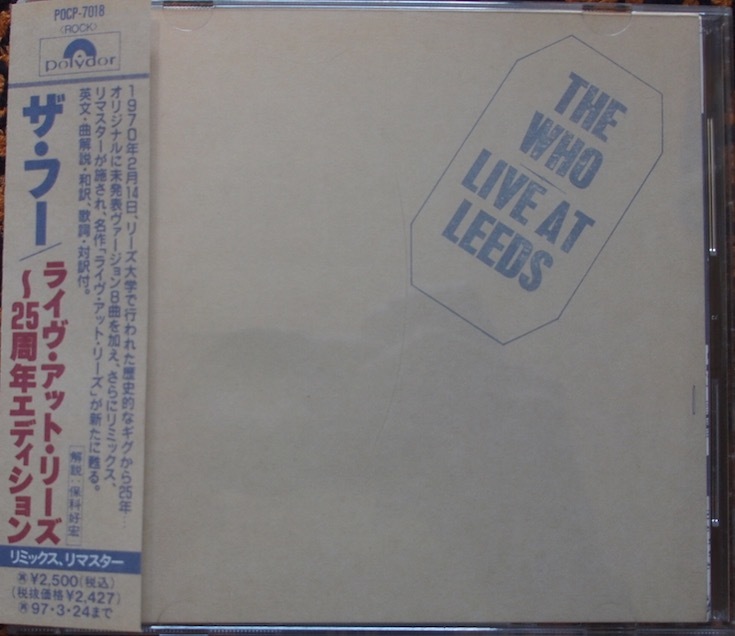 POCP-7018
〈ROCK〉
polydor
ザ・フー/
ライヴ・アット・リーズ
〜25周年エディション
1970年2月14日、リーズ大学で行われた歴史的なギグから25年…
オリジナルに未発表ヴァージョン8曲を加え、さらにリミックス、
リマスターが施され、名作「ライヴ・アット・リーズ」が新たに甦る。
英文・曲解説・和訳、歌詞・対訳付。
解説:保科好宏
リミックス、リマスター
¥2,500(税込)
(税抜価格¥2,427)
97・3・24まで
THE
WHO
LIVE AT
LEEDS